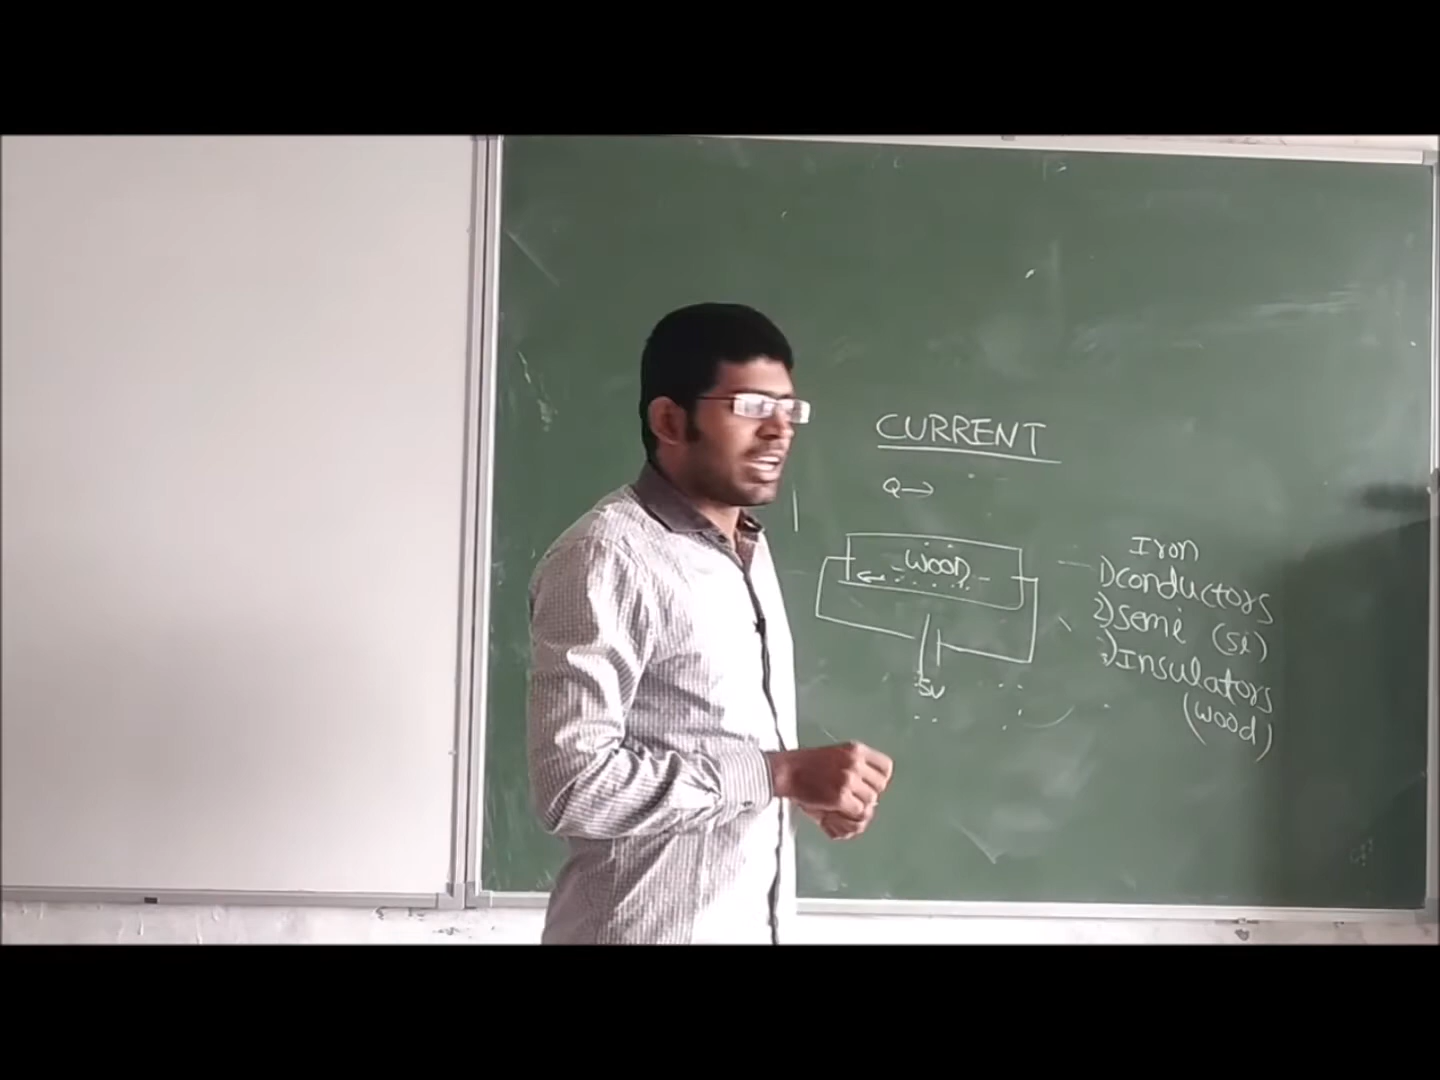 CURRENT
Q→
WOOD
5v
Iron
1)conductors
2)semi (si)
3)Insulators
(wood)